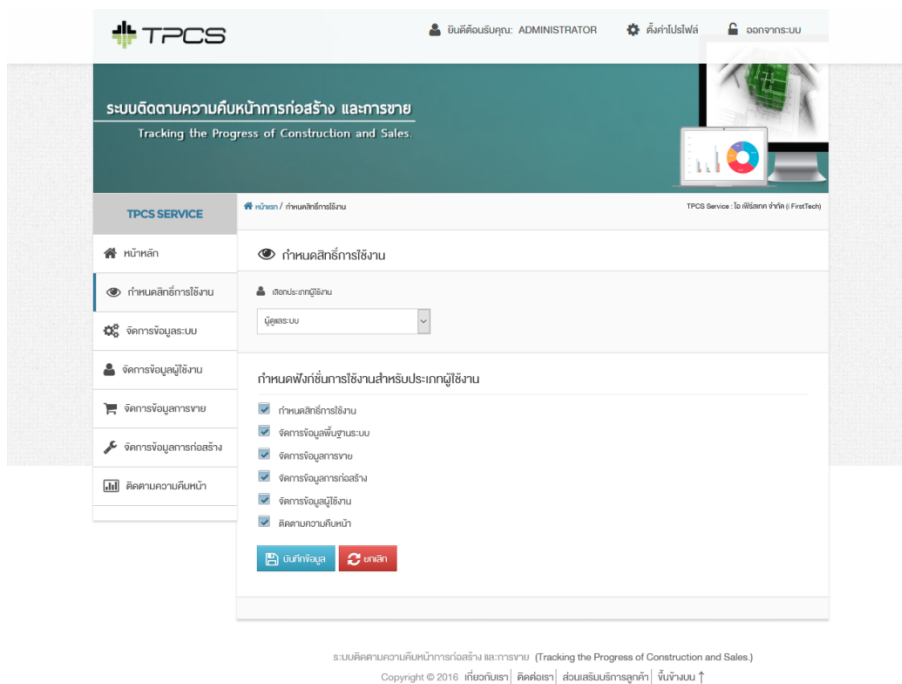 TPCS
ยินดีต้อนรับคุณ: ADMINISTRATOR ตั้งค่าโปรไฟล์ ออกจากระบบ
ระบบติดตามความคืบหน้าการก่อสร้าง และการขาย
Tracking the Progress of Construction and Sales.
TPCS SERVICE
หน้าแรก / กำหนดสิทธิ์การใช้งาน
TPCS Service : ไอ เฟิร์สเทค จำกัด (i FirstTech)
หน้าหลัก
กำหนดสิทธิ์การใช้งาน
จัดการข้อมูลระบบ
จัดการข้อมูลผู้ใช้งาน
จัดการข้อมูลการขาย
จัดการข้อมูลการก่อสร้าง
ติดตามความคืบหน้า
กำหนดสิทธิ์การใช้งาน
เลือกประเภทผู้ใช้งาน
ผู้ดูแลระบบ
กำหนดฟังก์ชั่นการใช้งานสำหรับประเภทผู้ใช้งาน
กำหนดสิทธิ์การใช้งาน
จัดการข้อมูลพื้นฐานระบบ
จัดการข้อมูลการขาย
จัดการข้อมูลการก่อสร้าง
จัดการข้อมูลผู้ใช้งาน
ติดตามความคืบหน้า
บันทึกข้อมูล ยกเลิก
ระบบติดตามความคืบหน้าการก่อสร้าง และการขาย (Tracking the Progress of Construction and Sales.)
Copyright © 2016 เกี่ยวกับเรา| ติดต่อเรา| ส่วนเสริมบริการลูกค้า| ขึ้นข้างบน ↑